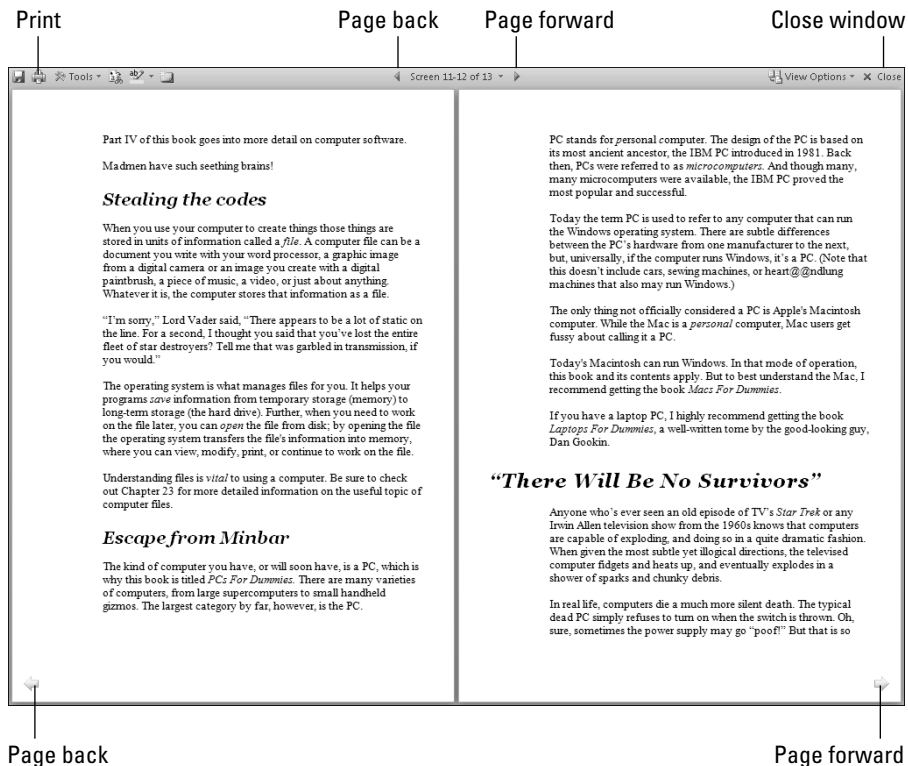 Print
Page back
Page forward
Close window
Tools
Screen 11-12 of 13
View Options
Close
Part IV of this book goes into more detail on computer software.
Madmen have such seething brains!
Stealing the codes
When you use your computer to create things those things are
stored in units of information called a file. A computer file can be a
document you write with your word processor, a graphic image
from a digital camera or an image you create with a digital
paintbrush, a piece of music, a video, or just about anything.
Whatever it is, the computer stores that information as a file.
“I’m sorry,” Lord Vader said, “There appears to be a lot of static on
the line. For a second, I thought you said that you’ve lost the entire
fleet of star destroyers? Tell me that was garbled in transmission, if
you would.”
The operating system is what manages files for you. It helps your
programs save information from temporary storage (memory) to
long-term storage (the hard drive). Further, when you need to work
on the file later, you can open the file from disk; by opening the file
the operating system transfers the file's information into memory,
where you can view, modify, print, or continue to work on the file.
Understanding files is vital to using a computer. Be sure to check
out Chapter 23 for more detailed information on the useful topic of
computer files.
Escape from Minbar
The kind of computer you have, or will soon have, is a PC, which is
why this book is titled PCs For Dummies. There are many varieties
of computers, from large supercomputers to small handheld
gizmos. The largest category by far, however, is the PC.
PC stands for personal computer. The design of the PC is based on
its most ancient ancestor, the IBM PC introduced in 1981. Back
then, PCs were referred to as microcomputers. And though many,
many microcomputers were available, the IBM PC proved the
most popular and successful.
Today the term PC is used to refer to any computer that can run
the Windows operating system. There are subtle differences
between the PC’s hardware from one manufacturer to the next,
but, universally, if the computer runs Windows, it’s a PC. (Note that
this doesn’t include cars, sewing machines, or heart@@ndlung
machines that also may run Windows.)
The only thing not officially considered a PC is Apple's Macintosh
computer. While the Mac is a personal computer, Mac users get
fussy about calling it a PC.
Today's Macintosh can run Windows. In that mode of operation,
this book and its contents apply. But to best understand the Mac, I
recommend getting the book Macs For Dummies.
If you have a laptop PC, I highly recommend getting the book
Laptops For Dummies, a well-written tome by the good-looking guy,
Dan Gookin.
“There Will Be No Survivors”
Anyone who’s ever seen an old episode of TV’s Star Trek or any
Irwin Allen television show from the 1960s knows that computers
are capable of exploding, and doing so in a quite dramatic fashion.
When given the most subtle yet illogical directions, the televised
computer fidgets and heats up, and eventually explodes in a
shower of sparks and chunky debris.
In real life, computers die a much more silent death. The typical
dead PC simply refuses to turn on when the switch is thrown. Oh,
sure, sometimes the power supply may go “poof!” But that is so
Page back
Page forward